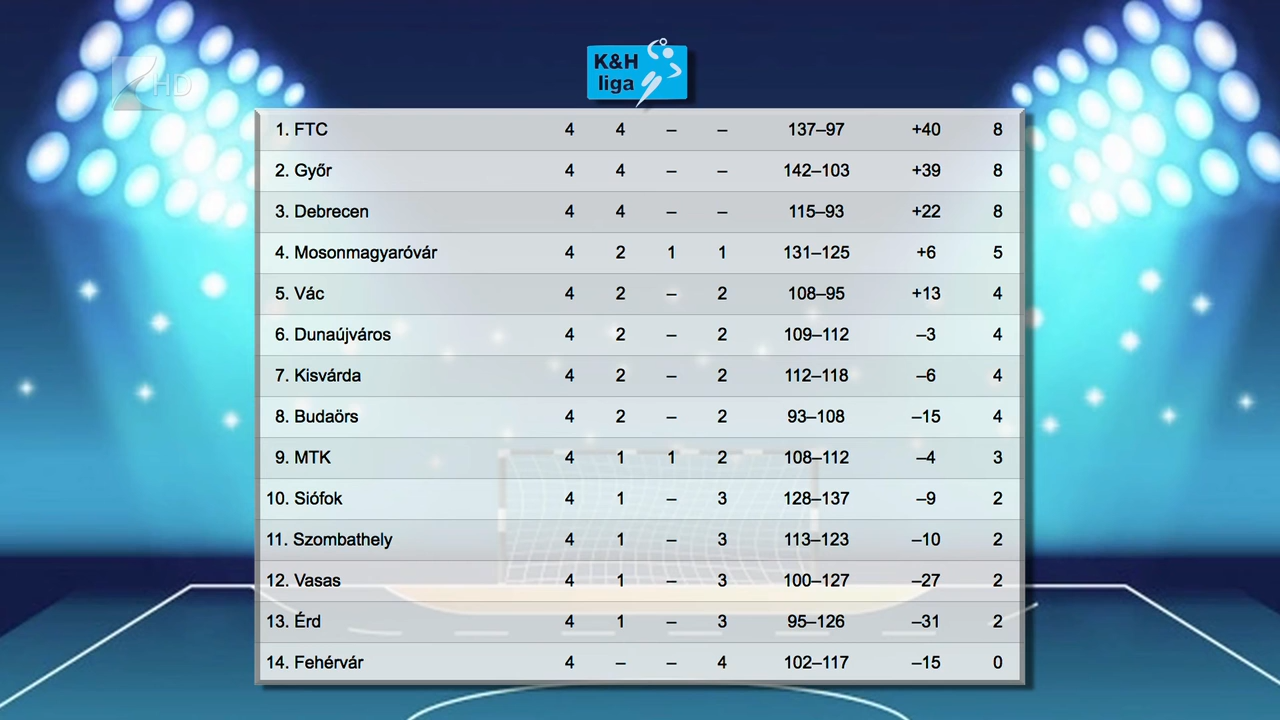 HD
K&H
liga
1. FTC 4 4 – – 137–97 +40 8
2. Győr 4 4 – – 142–103 +39 8
3. Debrecen 4 4 – – 115–93 +22 8
4. Mosonmagyaróvár 4 2 1 1 131–125 +6 5
5. Vác 4 2 – 2 108–95 +13 4
6. Dunaújváros 4 2 – 2 109–112 –3 4
7. Kisvárda 4 2 – 2 112–118 –6 4
8. Budaörs 4 2 – 2 93–108 –15 4
9. MTK 4 1 1 2 108–112 –4 3
10. Siófok 4 1 – 3 128–137 –9 2
11. Szombathely 4 1 – 3 113–123 –10 2
12. Vasas 4 1 – 3 100–127 –27 2
13. Érd 4 1 – 3 95–126 –31 2
14. Fehérvár 4 – – 4 102–117 –15 0